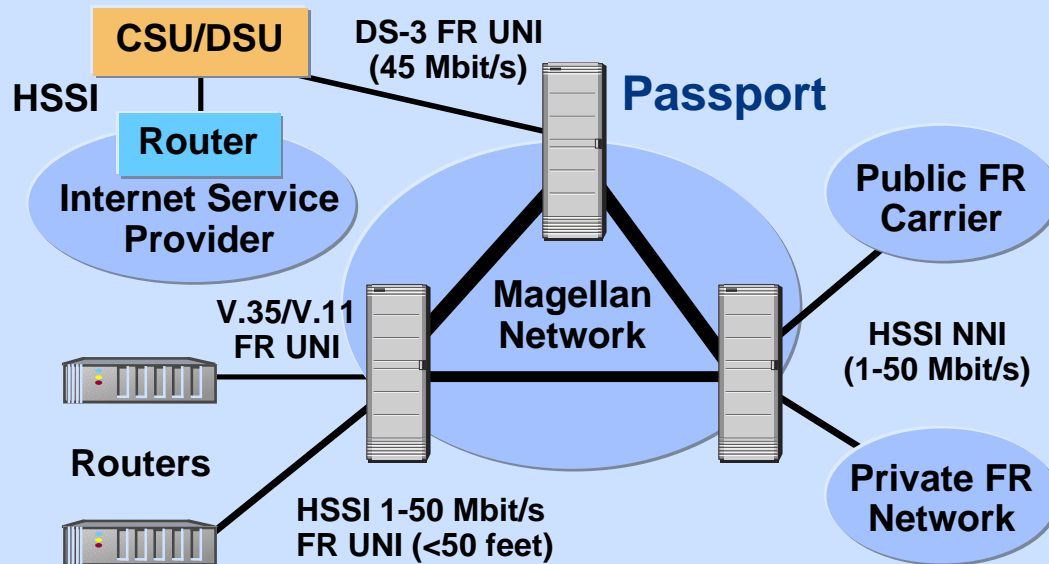 CSU/DSU
DS-3 FR UNI
(45 Mbit/s)
HSSI
Passport
Router
Internet Service
Provider
Public FR
Carrier
Magellan
Network
V.35/V.11
FR UNI
HSSI NNI
(1-50 Mbit/s)
Routers
Private FR
Network
HSSI 1-50 Mbit/s
FR UNI (<50 feet)